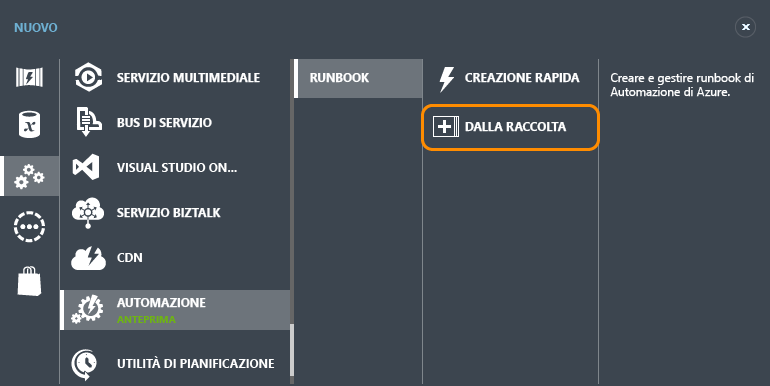 NUOVO
SERVIZIO MULTIMEDIALE
BUS DI SERVIZIO
VISUAL STUDIO ON...
SERVIZIO BIZTALK
CDN
AUTOMAZIONE
ANTEPRIMA
UTILITÀ DI PIANIFICAZIONE
RUNBOOK
CREAZIONE RAPIDA
DALLA RACCOLTA
Creare e gestire runbook di
Automazione di Azure.